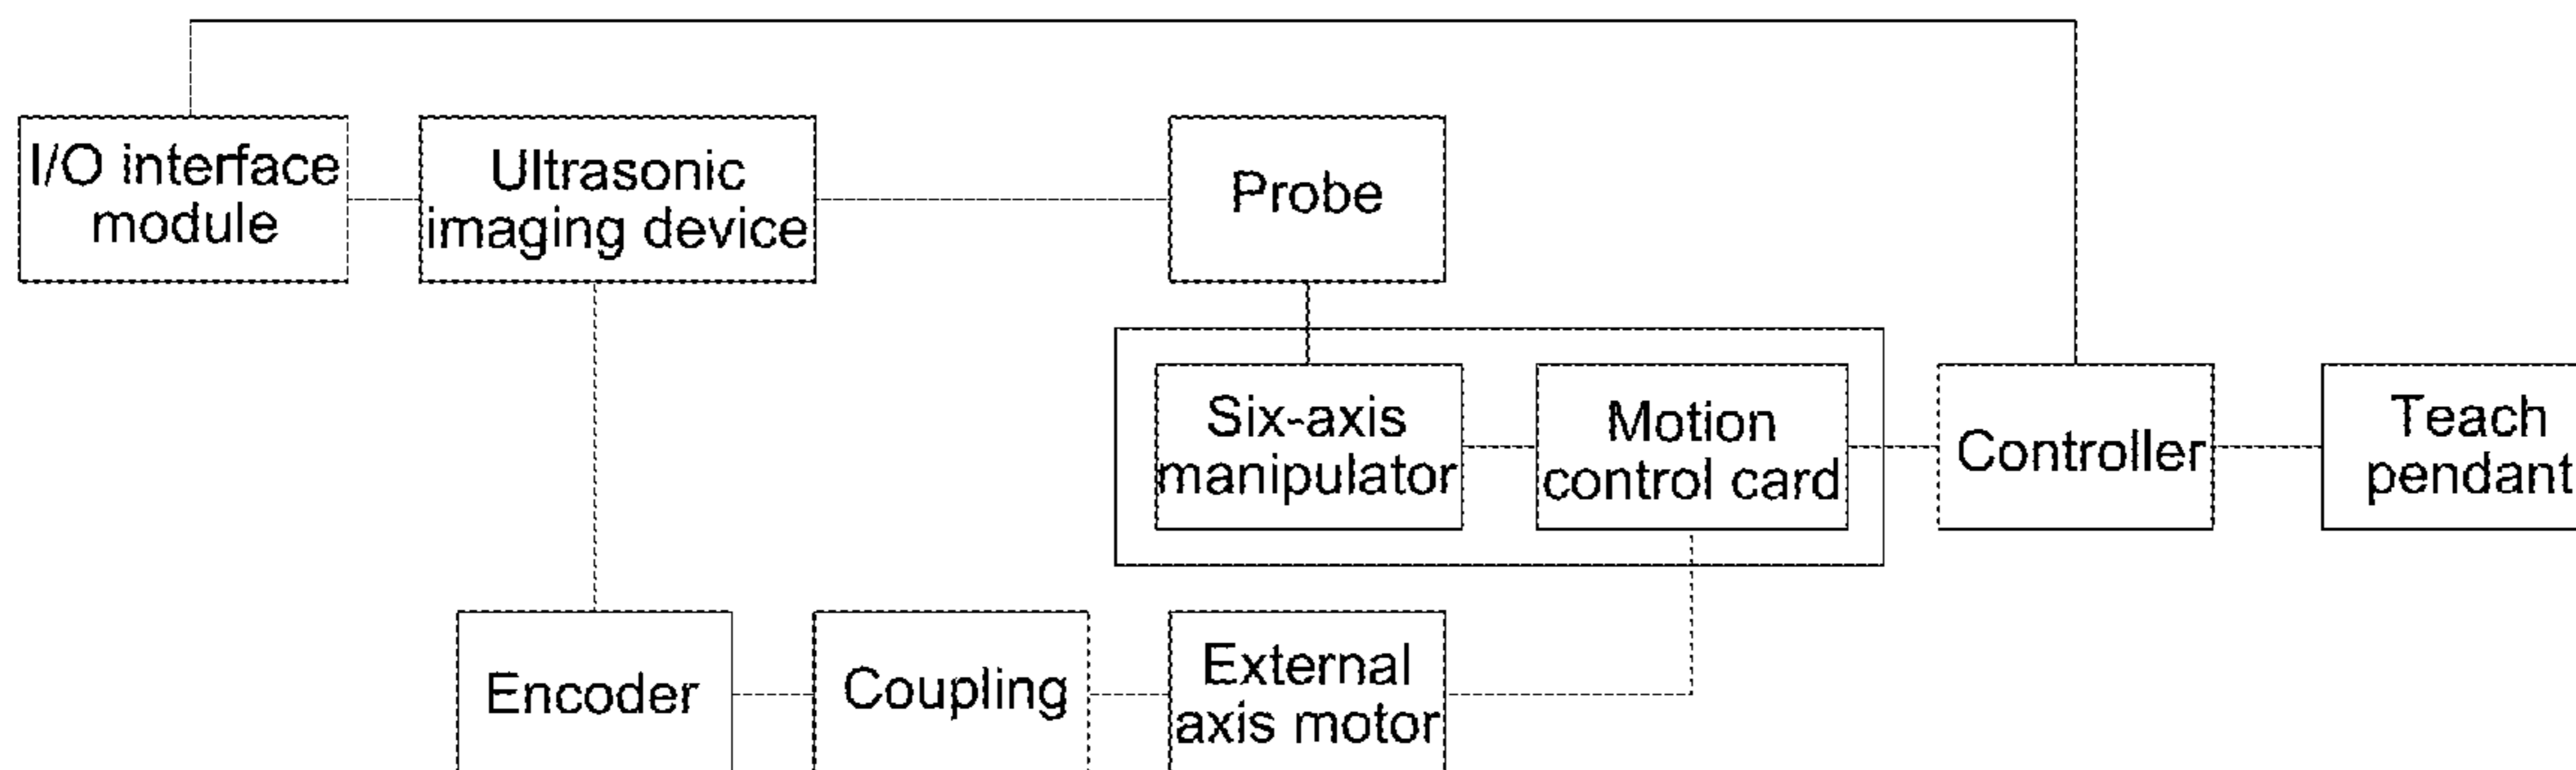 I/O interface
module
Ultrasonic
imaging device
Probe
Six-axis
manipulator
Motion
control card
Controller
Teach
pendant
Encoder
Coupling
External
axis motor